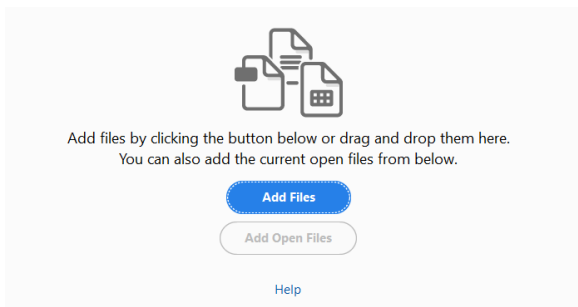 Add files by clicking the button below or drag and drop them here.
You can also add the current open files from below.
Add Files
Add Open Files
Help